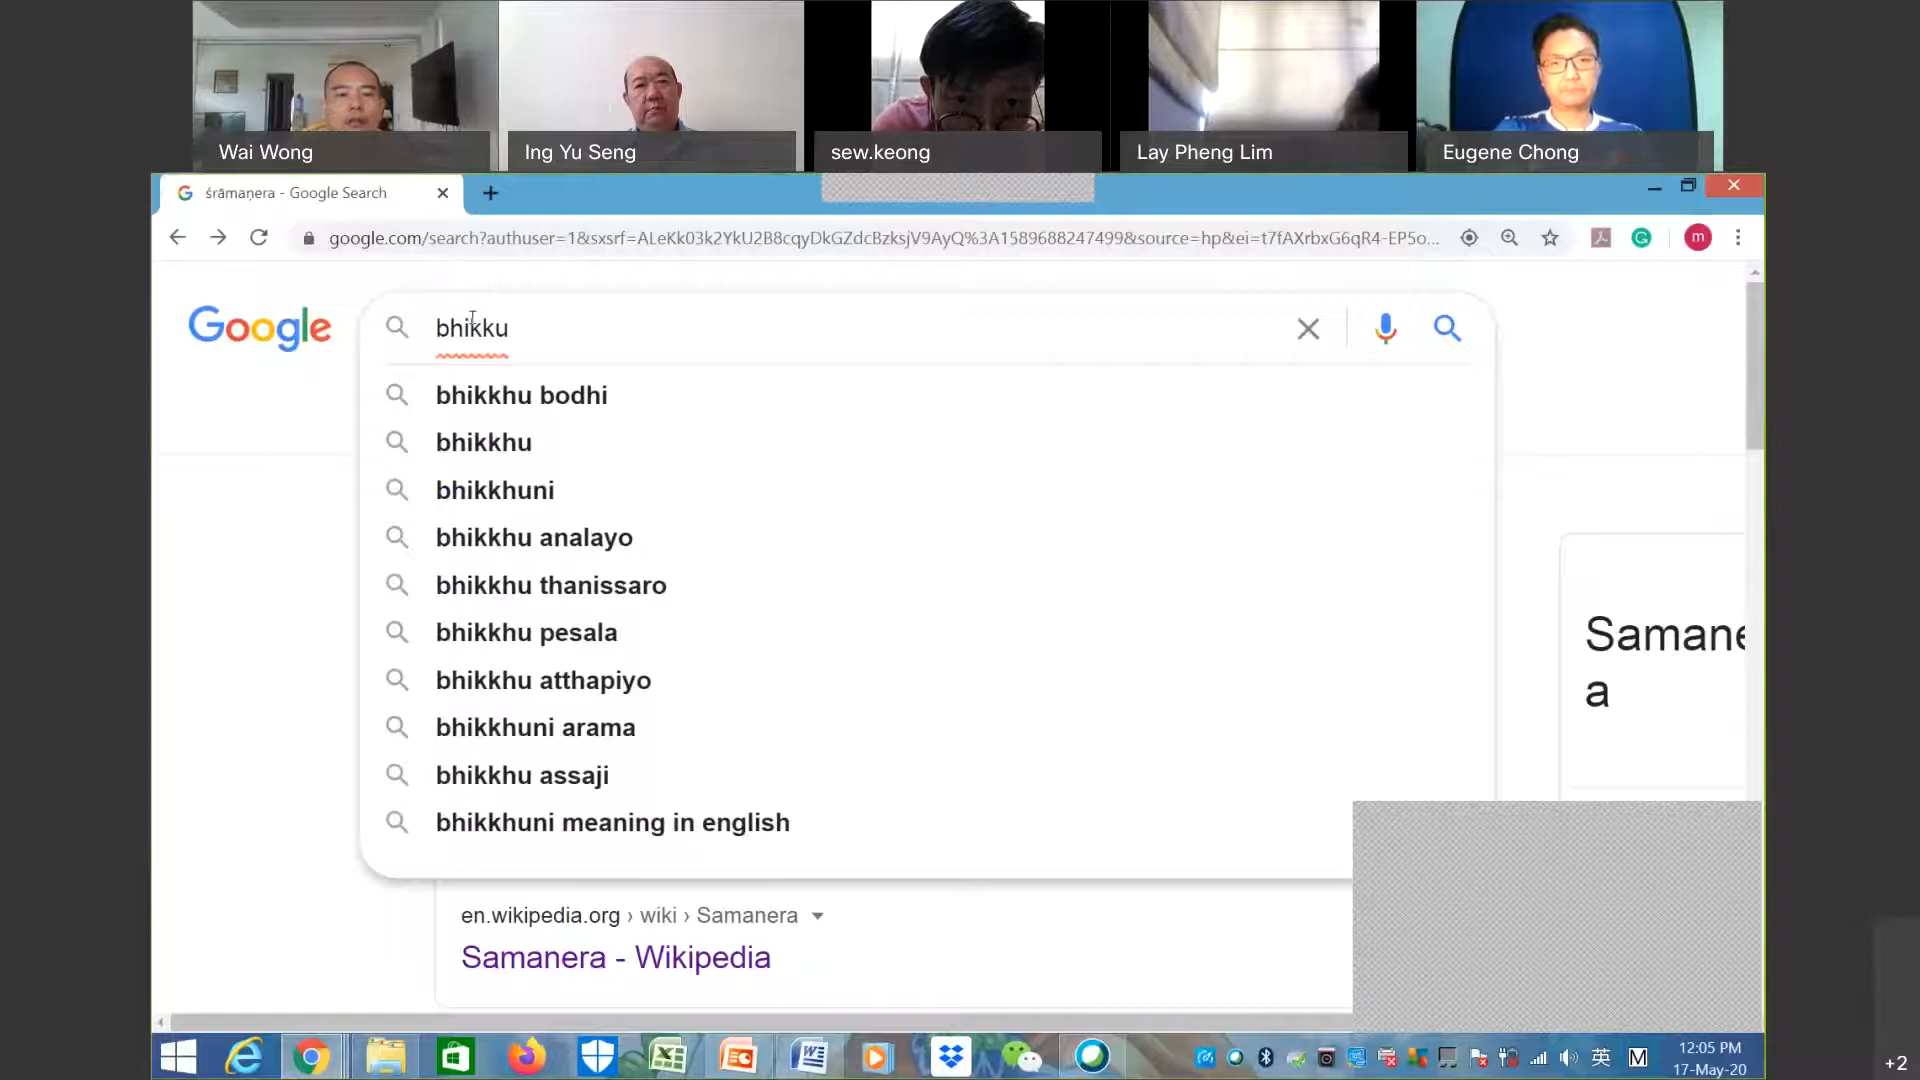 Wai Wong
Ing Yu Seng
sew.keong
Lay Pheng Lim
Eugene Chong
śrāmaṇera - Google Search
google.com/search?authuser=1&sxsrf=ALeKk03k2YkU2B8cqyDkGZdcBzksjV9AyQ%3A1589688247499&source=hp&ei=t7fAXrbxG6qR4-EP5o...
m
Google
bhikku
bhikkhu bodhi
bhikkhu
bhikkhuni
bhikkhu analayo
bhikkhu thanissaro
bhikkhu pesala
bhikkhu atthapiyo
bhikkhuni arama
bhikkhu assaji
bhikkhuni meaning in english
Samane
a
en.wikipedia.org › wiki › Samanera
Samanera - Wikipedia
英
M
12:05 PM
17-May-20
+2